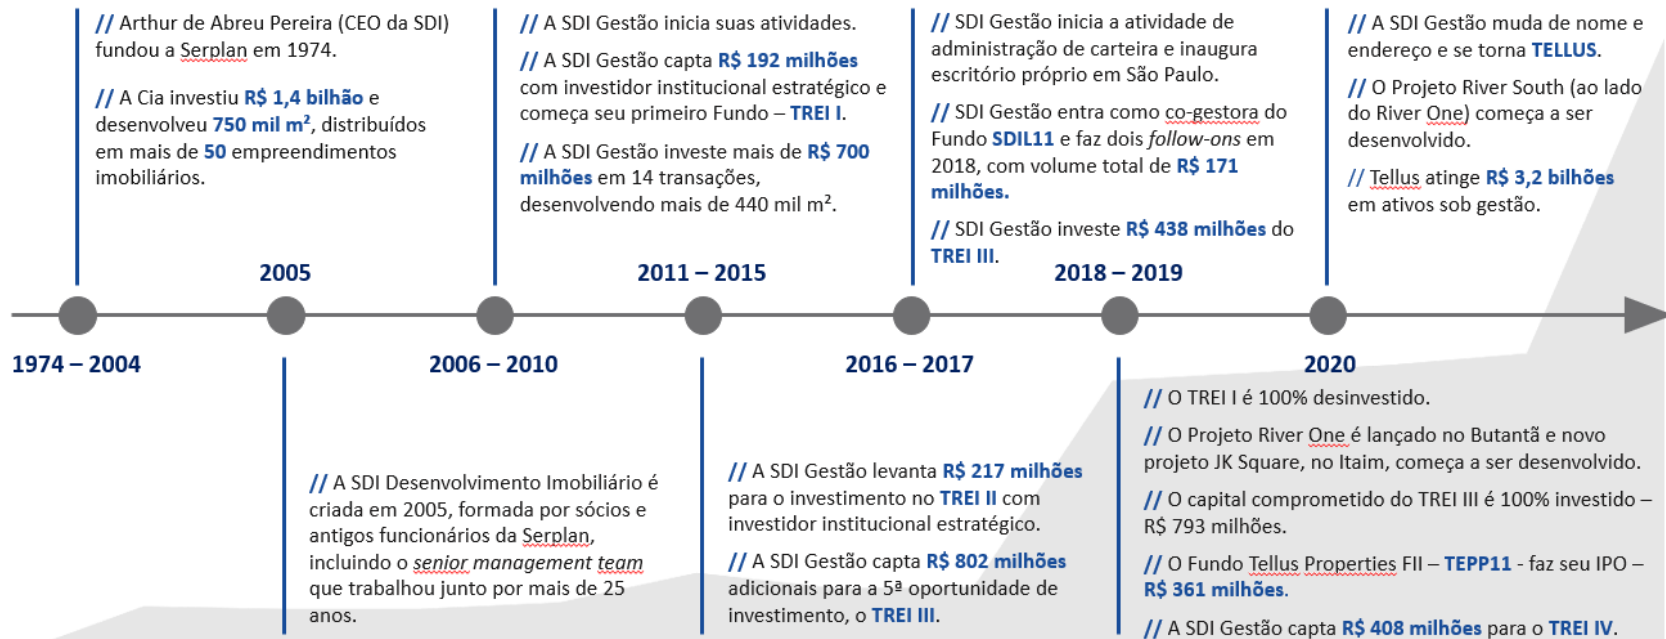 // Arthur de Abreu Pereira (CEO da SDI)
fundou a Serplan em 1974.
// A Cia investiu R$ 1,4 bilhão e
desenvolveu 750 mil m², distribuídos
em mais de 50 empreendimentos
imobiliários.
// A SDI Gestão inicia suas atividades.
// A SDI Gestão capta R$ 192 milhões
com investidor institucional estratégico e
começa seu primeiro Fundo – TREI I.
// A SDI Gestão investe mais de R$ 700
milhões em 14 transações,
desenvolvendo mais de 440 mil m².
// SDI Gestão inicia a atividade de
administração de carteira e inaugura
escritório próprio em São Paulo.
// SDI Gestão entra como co-gestora do
Fundo SDIL11 e faz dois follow-ons em
2018, com volume total de R$ 171
milhões.
// SDI Gestão investe R$ 438 milhões do
TREI III.
// A SDI Gestão muda de nome e
endereço e se torna TELLUS.
// O Projeto River South (ao lado
do River One) começa a ser
desenvolvido.
// Tellus atinge R$ 3,2 bilhões
em ativos sob gestão.
2005
2011 – 2015
2018 – 2019
1974 – 2004
2006 – 2010
2016 – 2017
2020
// A SDI Desenvolvimento Imobiliário é
criada em 2005, formada por sócios e
antigos funcionários da Serplan,
incluindo o senior management team
que trabalhou junto por mais de 25
anos.
// A SDI Gestão levanta R$ 217 milhões
para o investimento no TREI II com
investidor institucional estratégico.
// A SDI Gestão capta R$ 802 milhões
adicionais para a 5ª oportunidade de
investimento, o TREI III.
// O TREI I é 100% desinvestido.
// O Projeto River One é lançado no Butantã e novo
projeto JK Square, no Itaim, começa a ser desenvolvido.
// O capital comprometido do TREI III é 100% investido –
R$ 793 milhões.
// O Fundo Tellus Properties FII – TEPP11 - faz seu IPO –
R$ 361 milhões.
// A SDI Gestão capta R$ 408 milhões para o TREI IV.